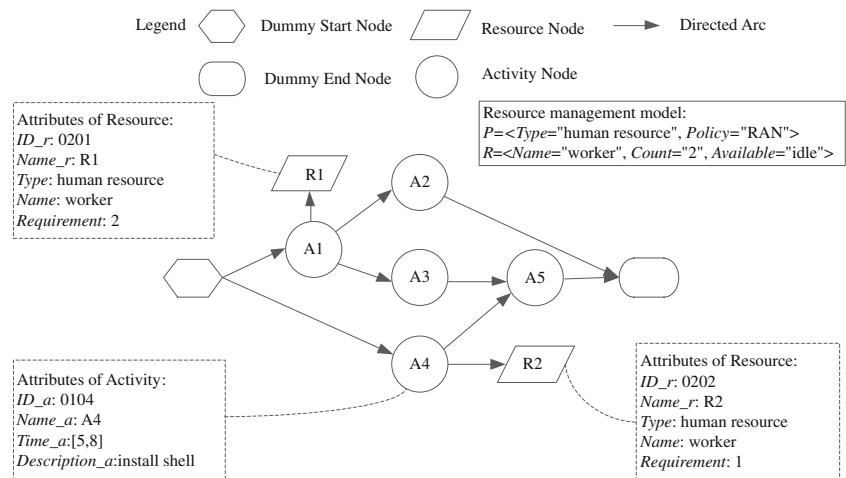 Legend
Dummy Start Node
Resource Node
Directed Arc
Dummy End Node
Activity Node
Attributes of Resource:
ID_r: 0201
Name_r: R1
Type: human resource
Name: worker
Requirement: 2
Resource management model:
P=<Type="human resource", Policy="RAN">
R=<Name="worker", Count="2", Available="idle">
R1
A2
A1
A3
A5
A4
R2
Attributes of Activity:
ID_a: 0104
Name_a: A4
Time_a:[5,8]
Description_a:install shell
Attributes of Resource:
ID_r: 0202
Name_r: R2
Type: human resource
Name: worker
Requirement: 1